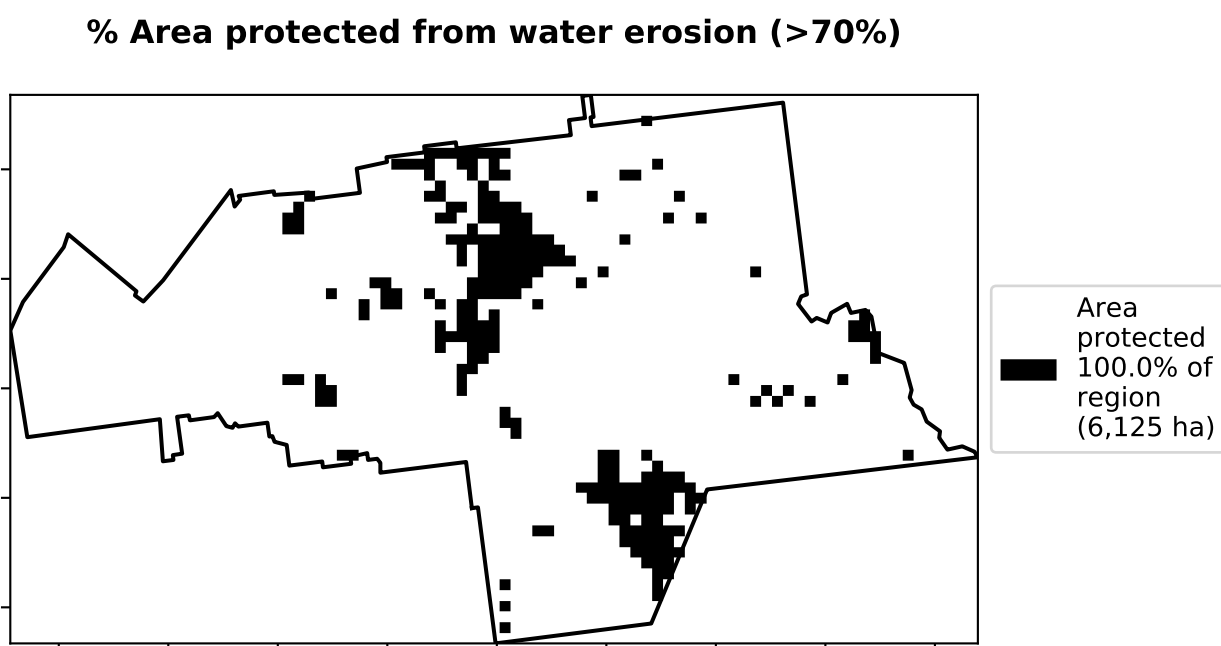 % Area protected from water erosion (>70%)
Area
protected
100.0% of
region
(6,125 ha)